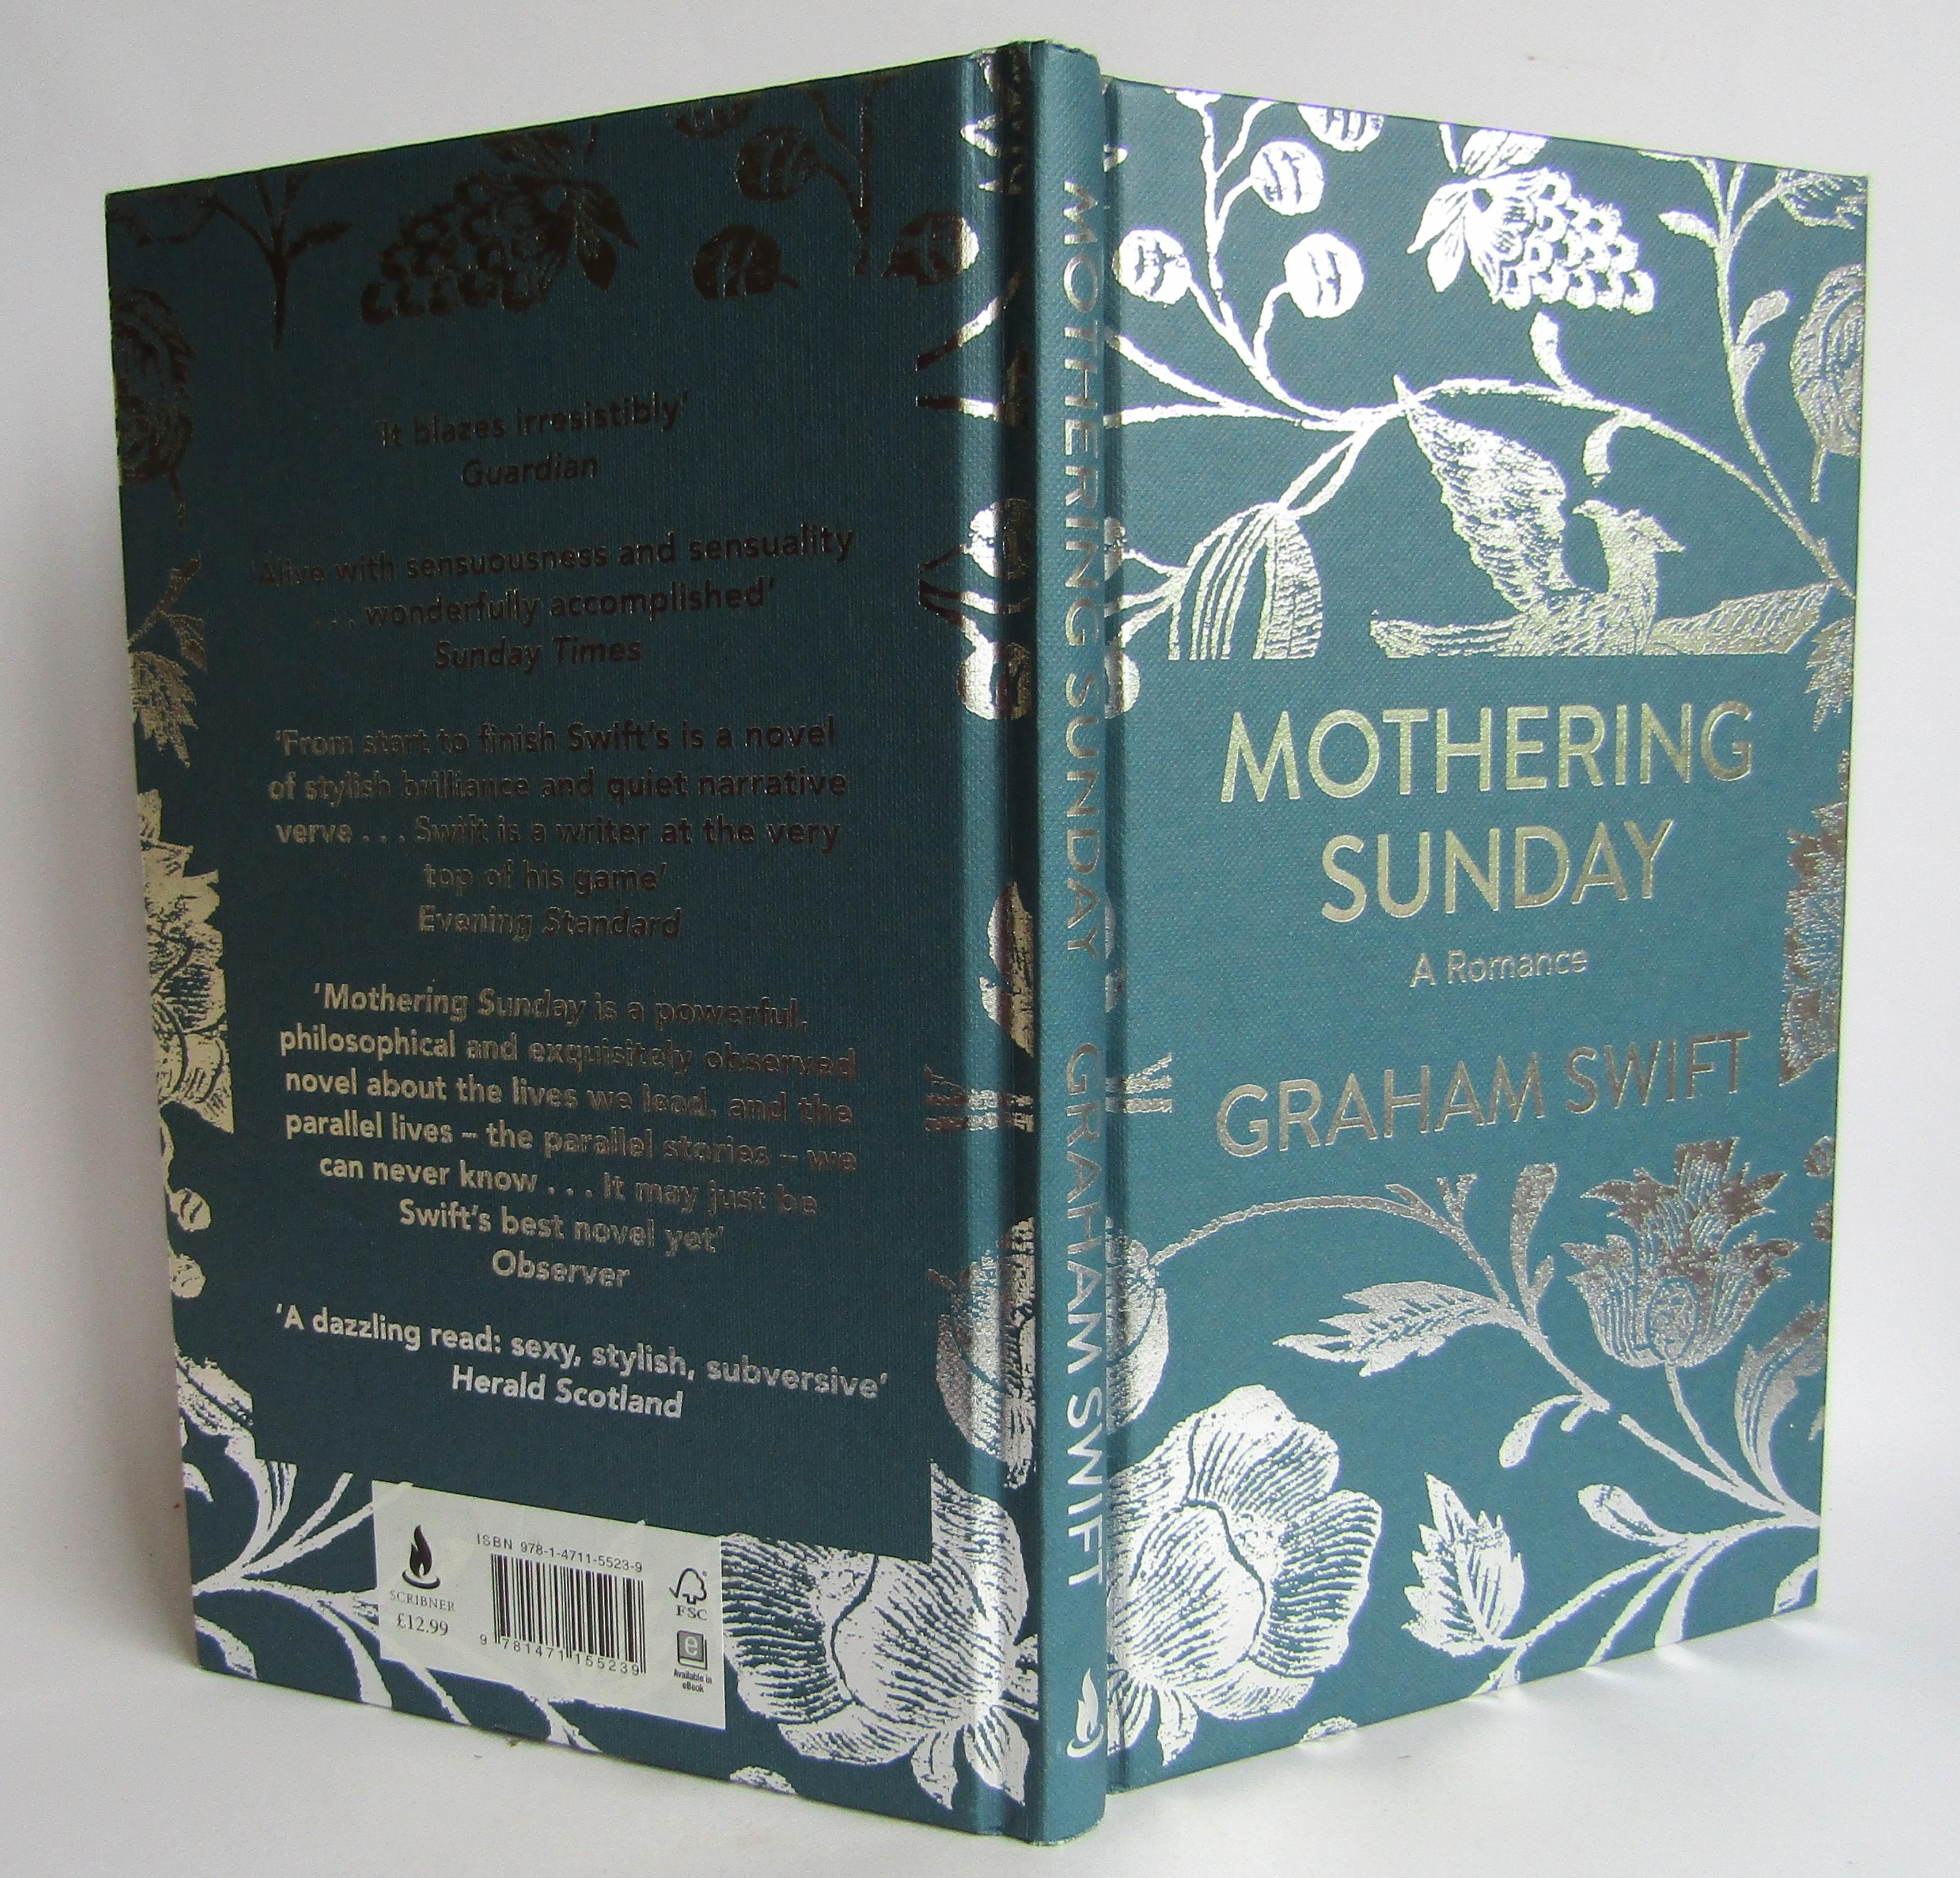 'It blazes irresistibly'
Guardian
'Alive with sensuousness and sensuality
. . . wonderfully accomplished'
Sunday Times
'From start to finish Swift's is a novel
of stylish brilliance and quiet narrative
verve . . . Swift is a writer at the very
top of his game'
Evening Standard
'Mothering Sunday is a powerful,
philosophical and exquisitely observed
novel about the lives we lead, and the
parallel lives – the parallel stories – we
can never know . . . It may just be
Swift's best novel yet'
Observer
'A dazzling read: sexy, stylish, subversive'
Herald Scotland
SCRIBNER
£12.99
ISBN 978-1-4711-5523-9
9 781471 155239
FSC
e
Available in
eBook
MOTHERING SUNDAY GRAHAM SWIFT
MOTHERING
SUNDAY
A Romance
GRAHAM SWIFT